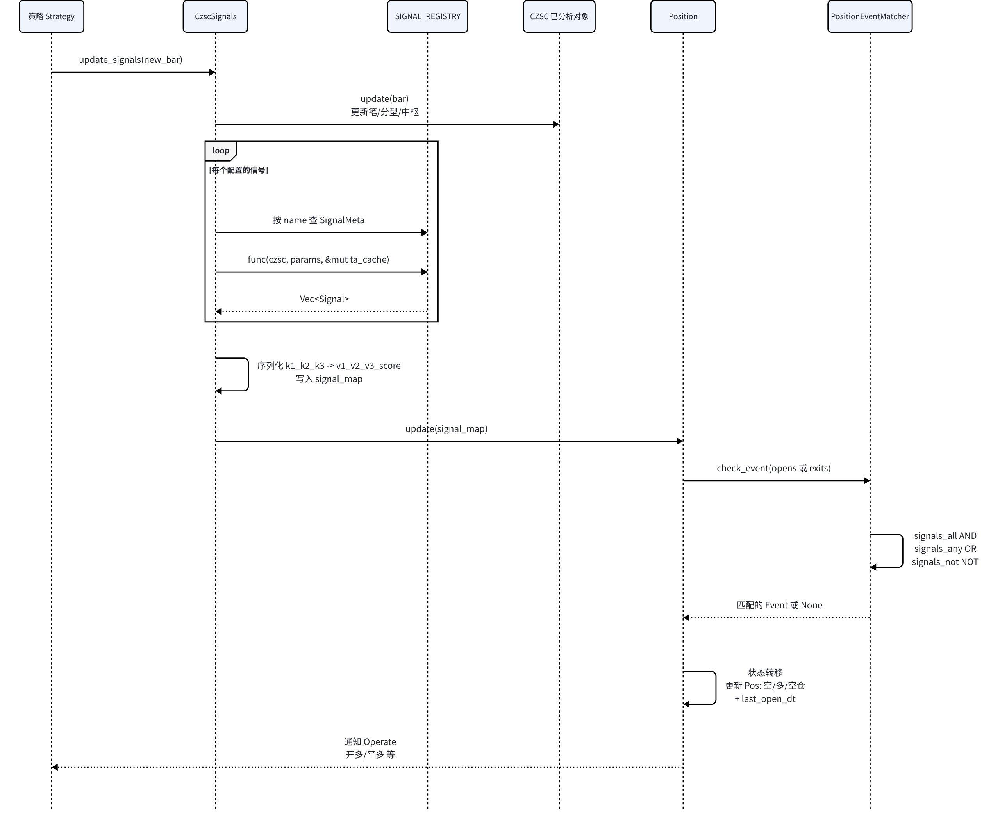 策略 Strategy
CzscSignals
SIGNAL_REGISTRY
CZSC 已分析对象
Position
PositionEventMatcher
update_signals(new_bar)
update(bar)
更新笔/分型/中枢
loop
[每个配置的信号]
按 name 查 SignalMeta
func(czsc, params, &mut ta_cache)
Vec<Signal>
序列化 k1_k2_k3 -> v1_v2_v3_score
写入 signal_map
update(signal_map)
check_event(opens 或 exits)
signals_all AND
signals_any OR
signals_not NOT
匹配的 Event 或 None
状态转移
更新 Pos: 空/多/空仓
+ last_open_dt
通知 Operate
开多/平多 等